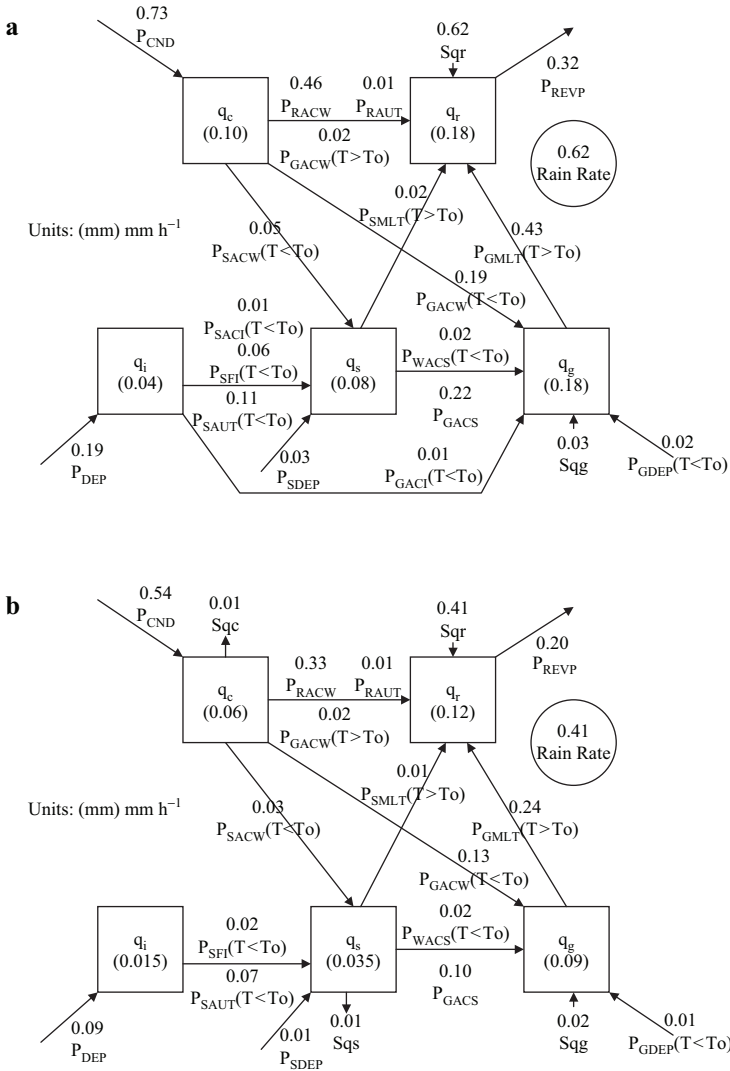 a
0.73
P_CND
0.62
Sqr
0.32
P_REVP
q_c
(0.10)
0.46
P_RACW
0.01
P_RAUT
0.02
P_GACW(T>To)
q_r
(0.18)
0.62
Rain Rate
Units: (mm) mm h⁻¹
0.05
P_SACW(T<To)
0.02
P_SMLT(T>To)
0.43
P_GMLT(T>To)
0.19
P_GACW(T<To)
q_i
(0.04)
0.01
P_SACI(T<To)
0.06
P_SFI(T<To)
0.11
P_SAUT(T<To)
q_s
(0.08)
0.02
P_WACS(T<To)
0.22
P_GACS
q_g
(0.18)
0.19
P_DEP
0.03
P_SDEP
0.01
P_GACI(T<To)
0.03
Sqg
0.02
P_GDEP(T<To)
b
0.54
P_CND
0.01
Sqc
0.41
Sqr
0.20
P_REVP
q_c
(0.06)
0.33
P_RACW
0.01
P_RAUT
0.02
P_GACW(T>To)
q_r
(0.12)
0.41
Rain Rate
Units: (mm) mm h⁻¹
0.03
P_SACW(T<To)
0.01
P_SMLT(T>To)
0.24
P_GMLT(T>To)
0.13
P_GACW(T<To)
q_i
(0.015)
0.02
P_SFI(T<To)
0.07
P_SAUT(T<To)
q_s
(0.035)
0.02
P_WACS(T<To)
0.10
P_GACS
q_g
(0.09)
0.09
P_DEP
0.01
P_SDEP
0.01
Sqs
0.02
Sqg
0.01
P_GDEP(T<To)